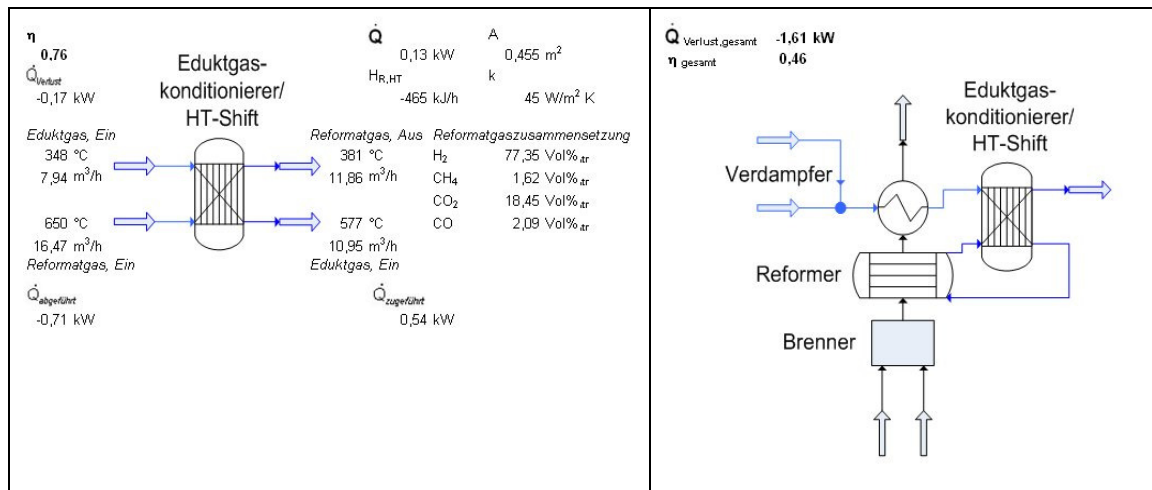 η
0,76
Q̇Verlust
-0,17 kW
Eduktgas-
konditionierer/
HT-Shift
Q̇
0,13 kW
A
0,455 m²
HR,HT
-465 kJ/h
k
45 W/m² K
Eduktgas, Ein
348 °C
7,94 m³/h
650 °C
16,47 m³/h
Reformatgas, Ein
Reformatgas, Aus
381 °C
11,86 m³/h
577 °C
10,95 m³/h
Eduktgas, Ein
Reformatgaszusammensetzung
H₂ 77,35 Vol%,tr
CH₄ 1,62 Vol%,tr
CO₂ 18,45 Vol%,tr
CO 2,09 Vol%,tr
Q̇abgeführt
-0,71 kW
Q̇zugeführt
0,54 kW
Q̇ Verlust,gesamt -1,61 kW
η gesamt 0,46
Eduktgas-
konditionierer/
HT-Shift
Verdampfer
Reformer
Brenner